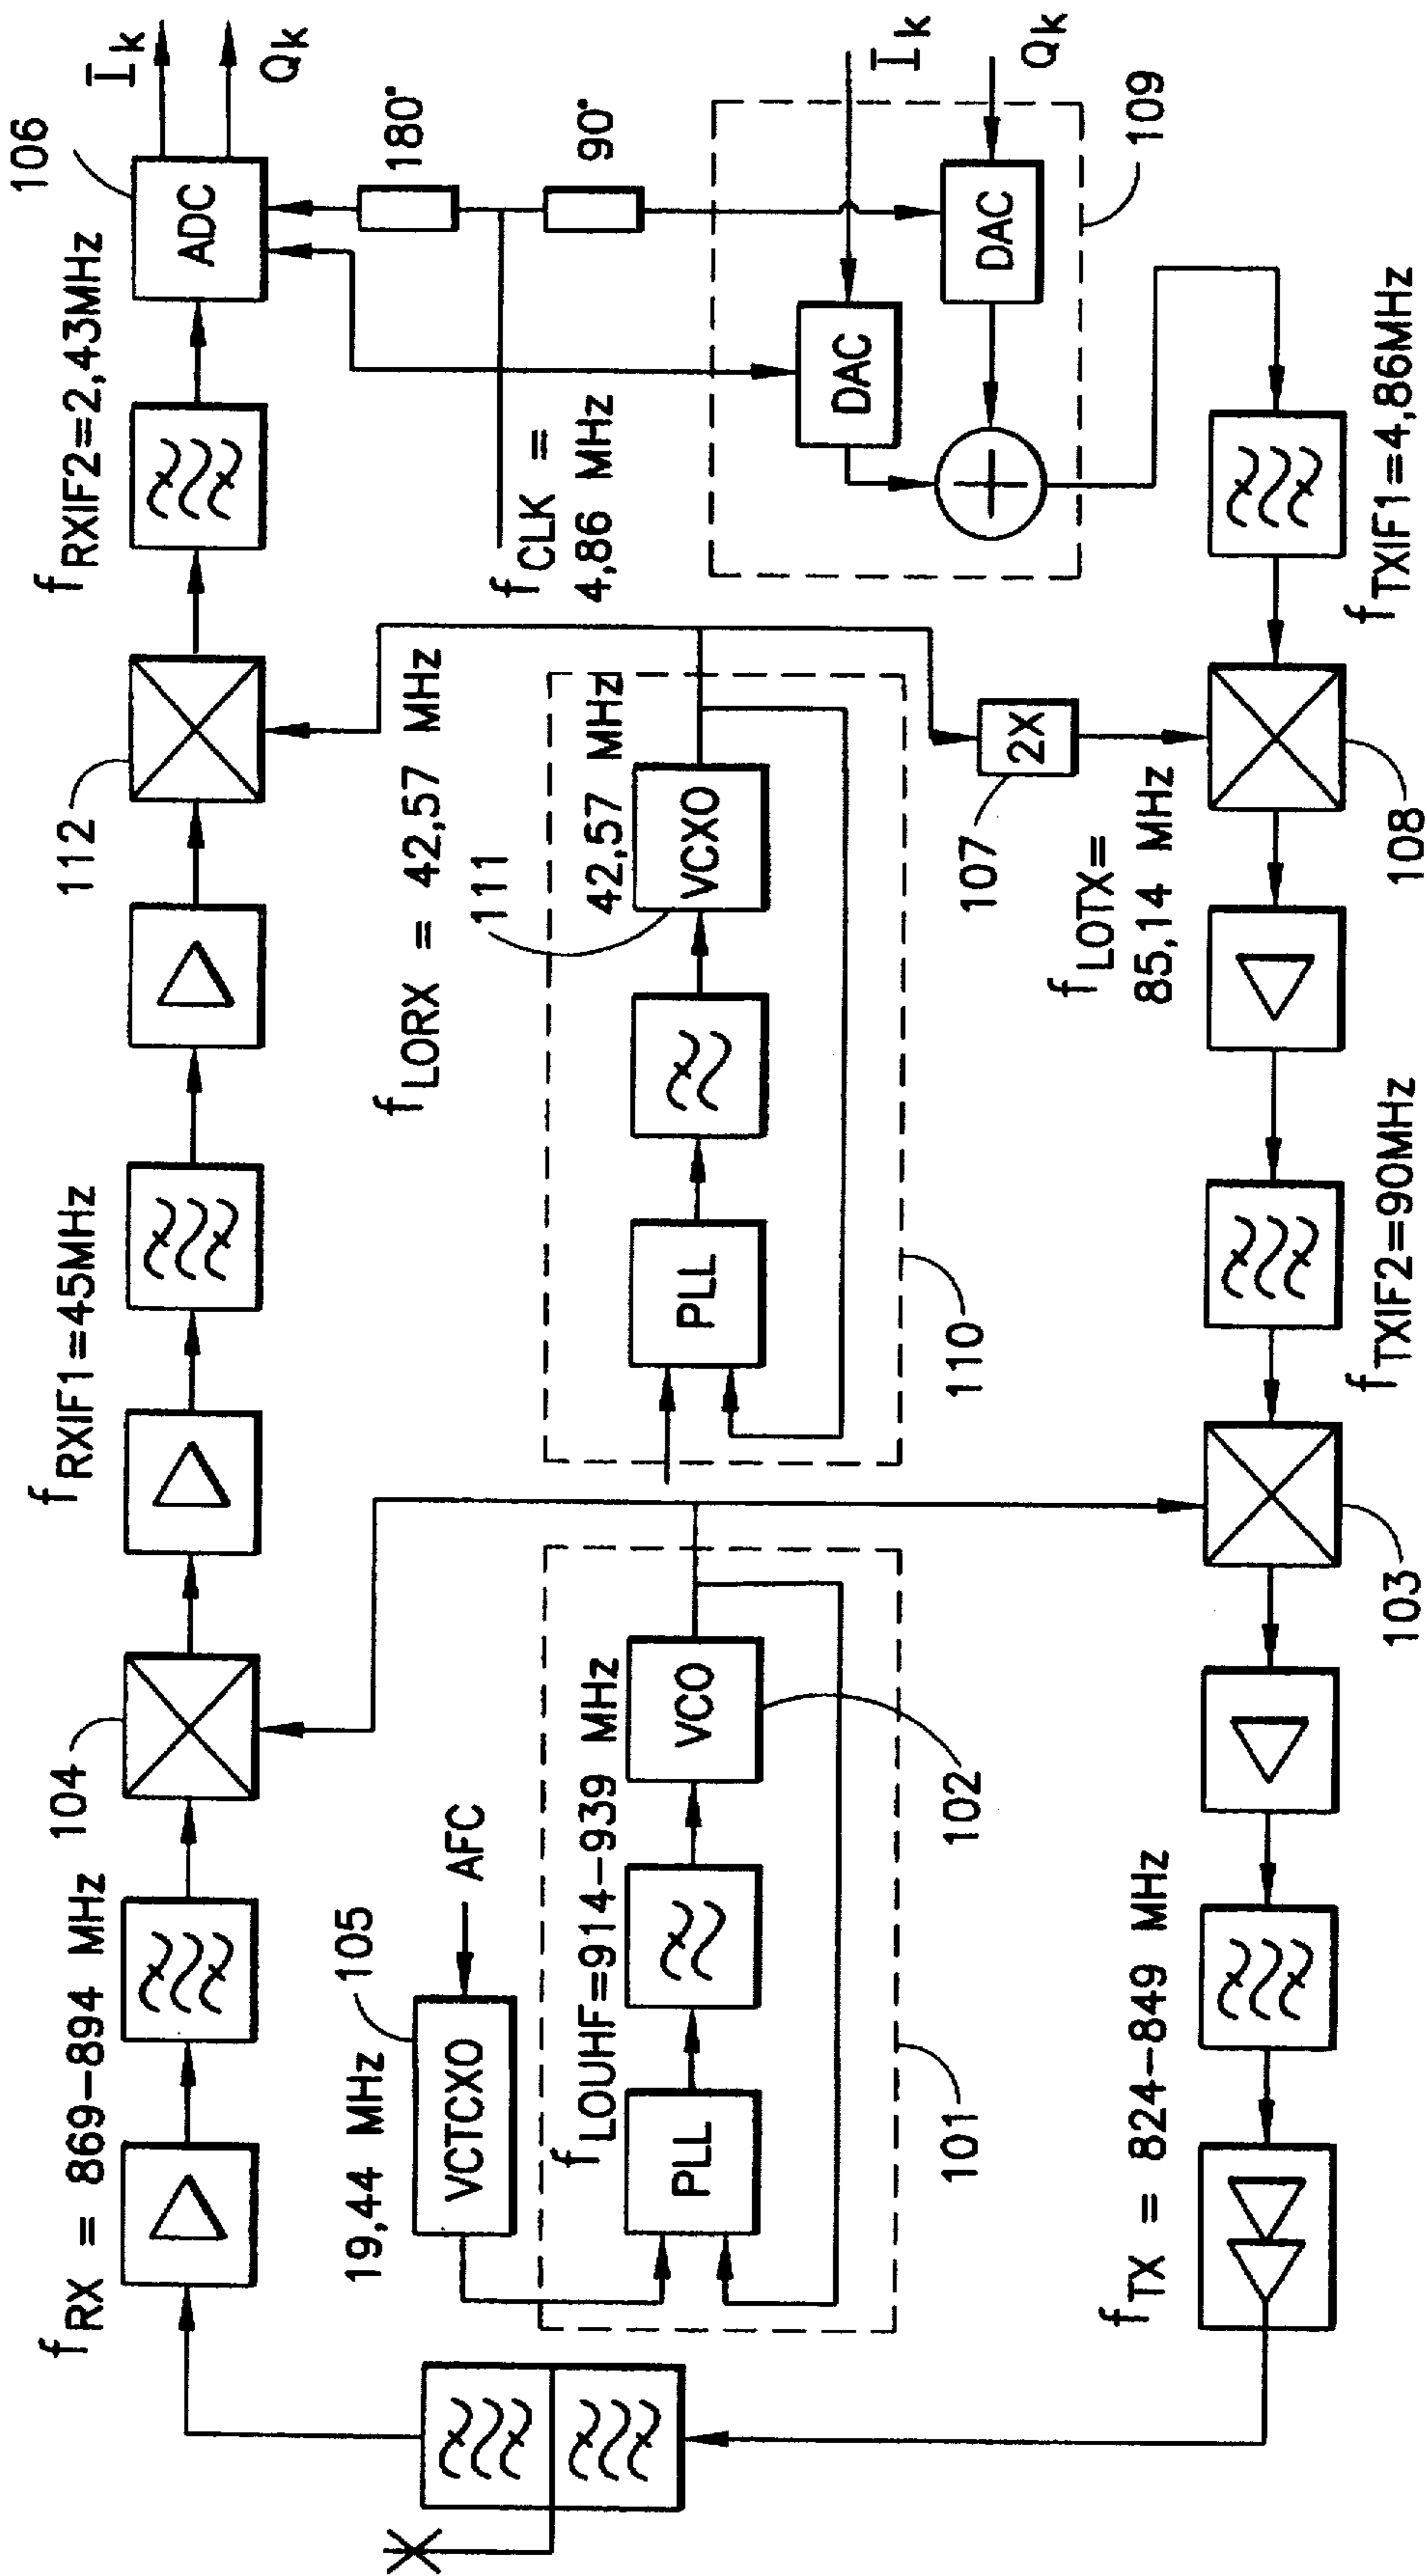 f_RX = 869-894 MHz
104
f_RXIF1=45MHz
112
f_RXIF2=2,43MHz
106
ADC
I_k
Q_k
180°
90°
f_CLK =
4,86 MHz
19,44 MHz
VCTCXO
105
AFC
f_LOUHF=914-939 MHz
PLL
VCO
102
101
f_LORX = 42,57 MHz
111
42,57 MHz
PLL
VCXO
110
I_k
Q_k
DAC
DAC
109
107
2X
f_LOTX=
85,14 MHz
f_TX = 824-849 MHz
103
f_TXIF2=90MHz
108
f_TXIF1=4,86MHz